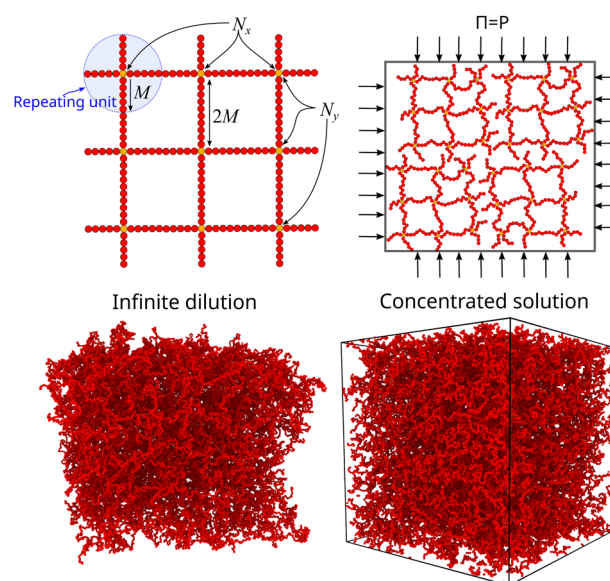 N_x
Π=P
Repeating unit
M
2M
N_y
Infinite dilution
Concentrated solution